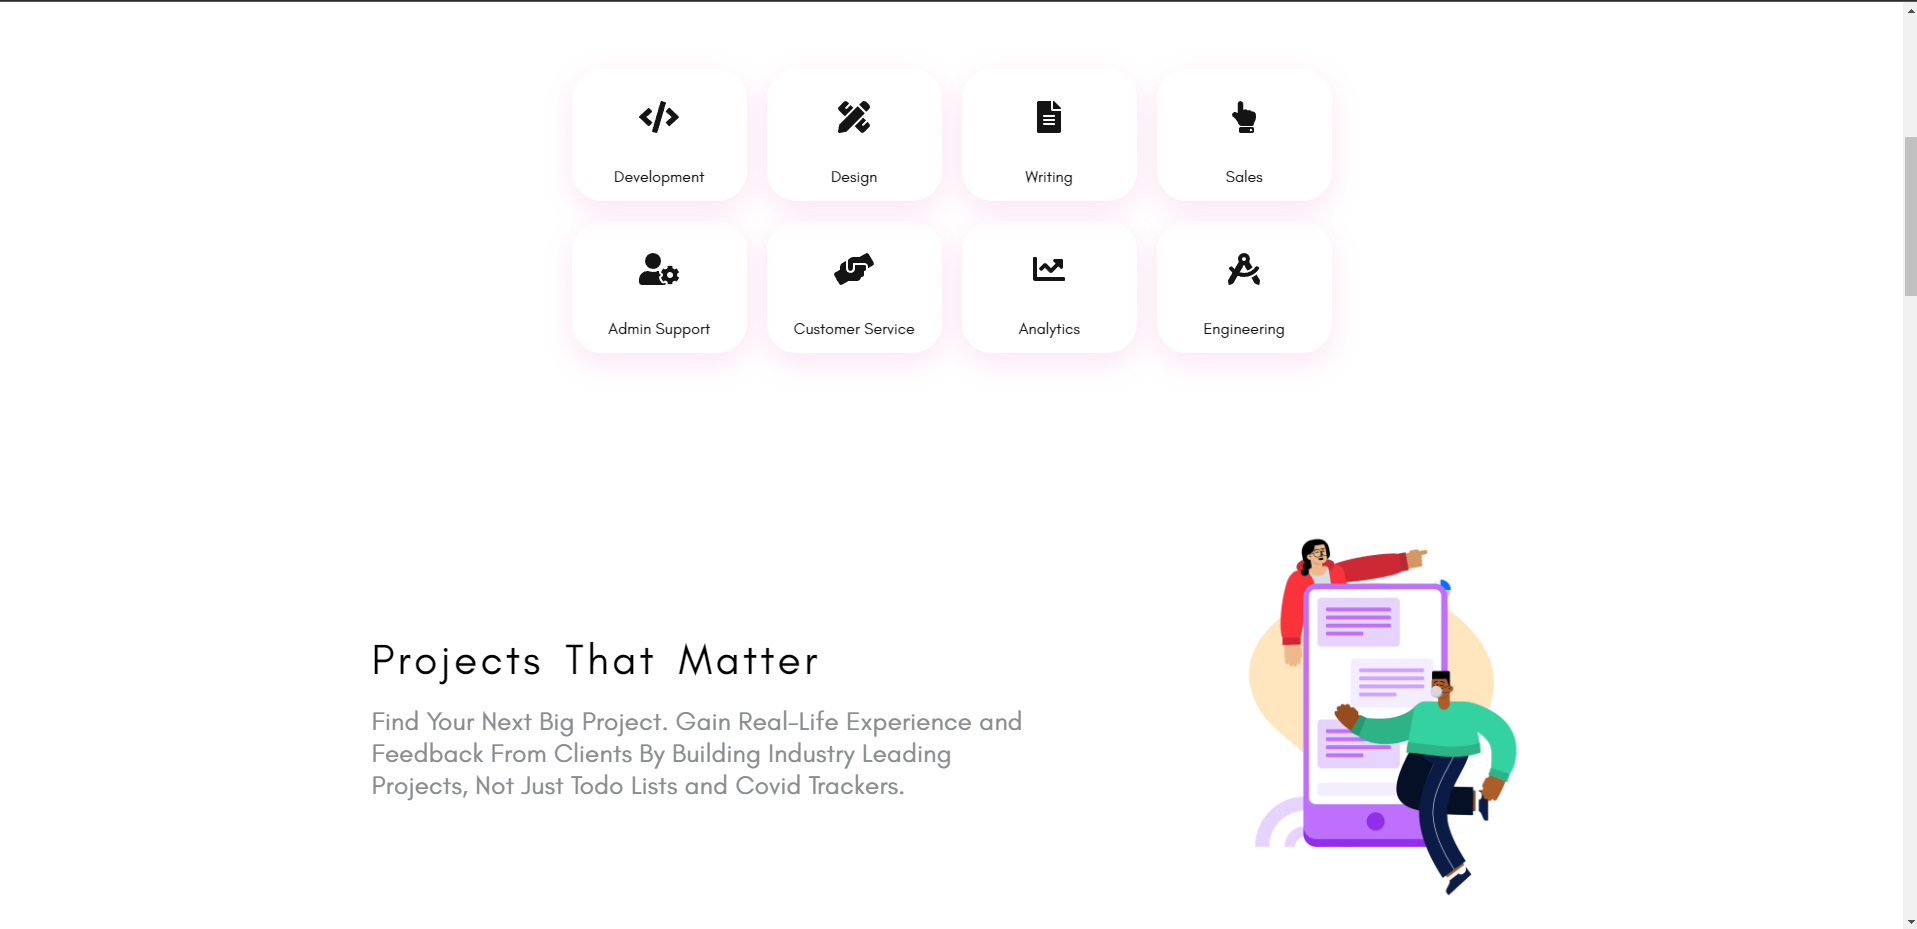 Development
Design
Writing
Sales
Admin Support
Customer Service
Analytics
Engineering
Projects That Matter
Find Your Next Big Project. Gain Real-Life Experience and
Feedback From Clients By Building Industry Leading
Projects, Not Just Todo Lists and Covid Trackers.